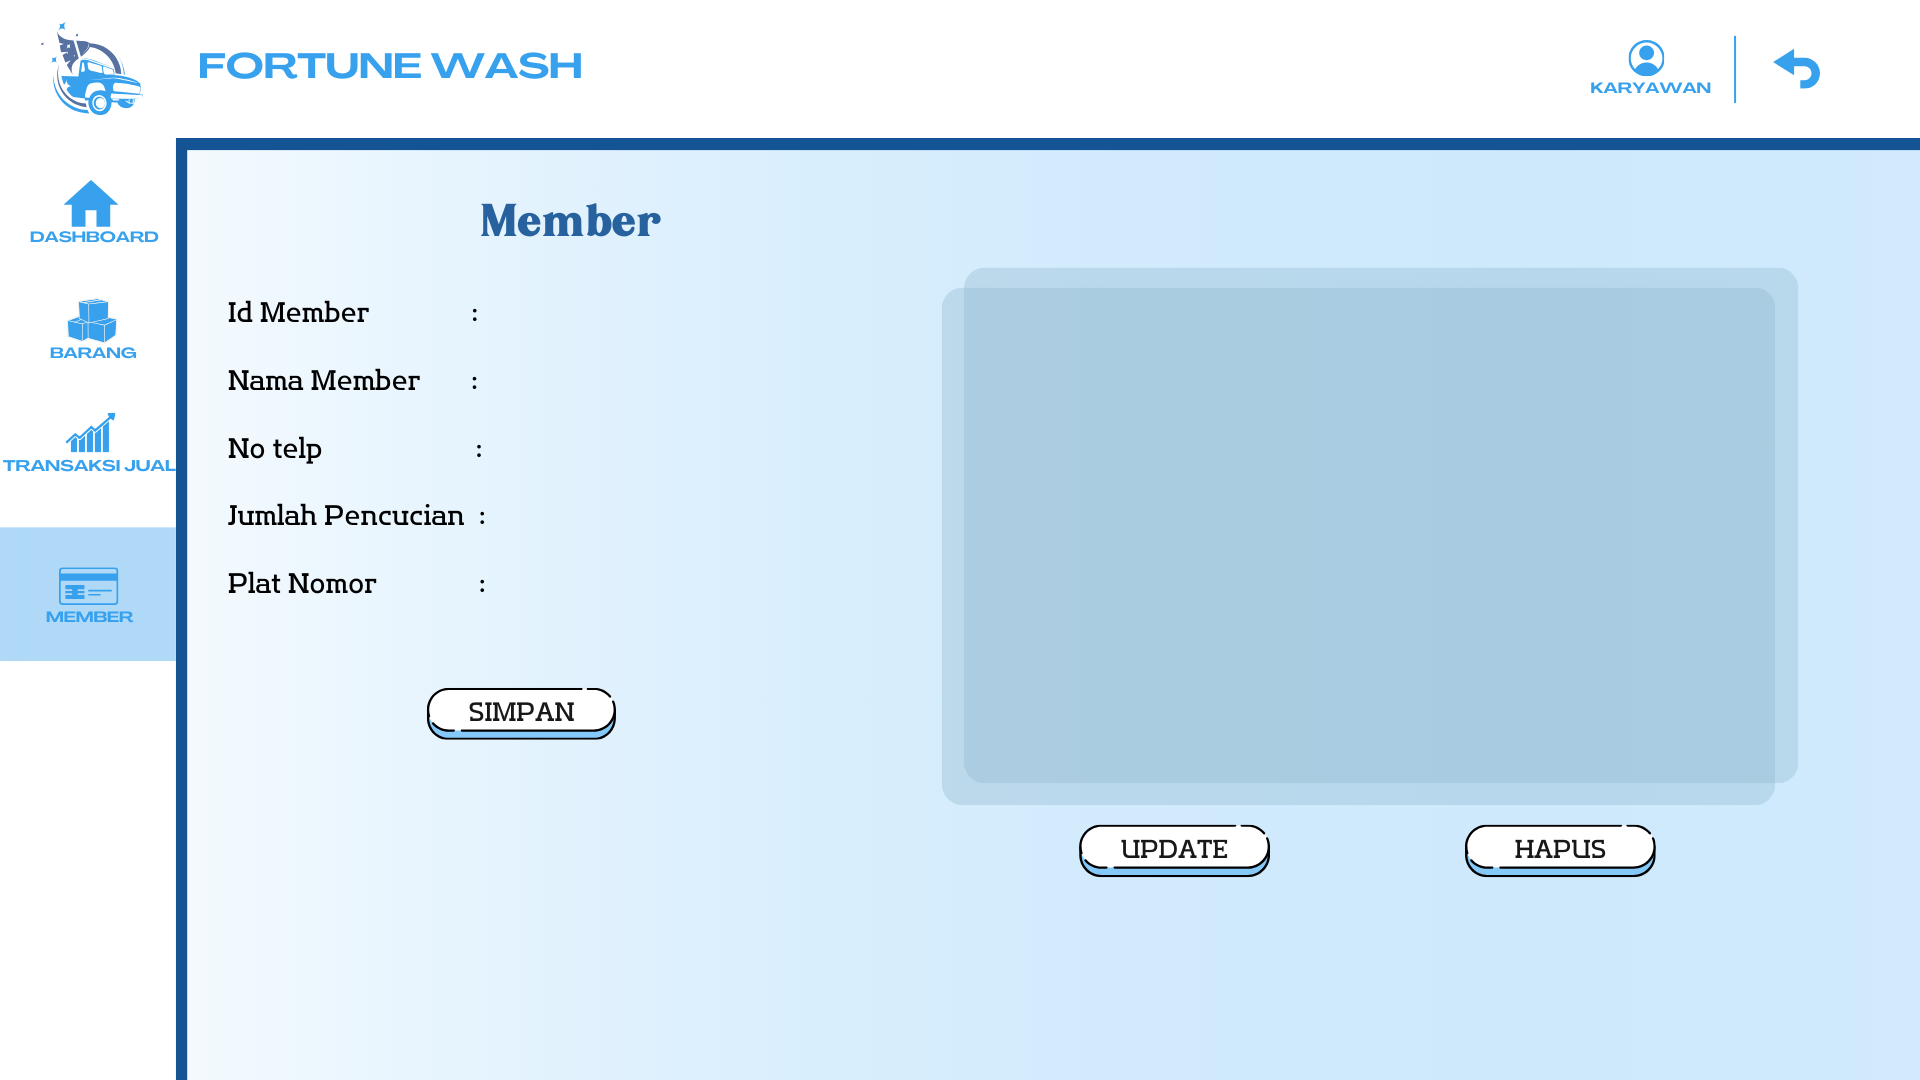 FORTUNE WASH
KARYAWAN
DASHBOARD
BARANG
TRANSAKSI JUAL
MEMBER
Member
Id Member :
Nama Member :
No telp :
Jumlah Pencucian :
Plat Nomor :
SIMPAN
UPDATE
HAPUS